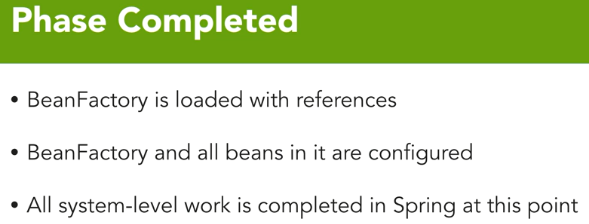 Phase Completed
• BeanFactory is loaded with references
• BeanFactory and all beans in it are configured
• All system-level work is completed in Spring at this point